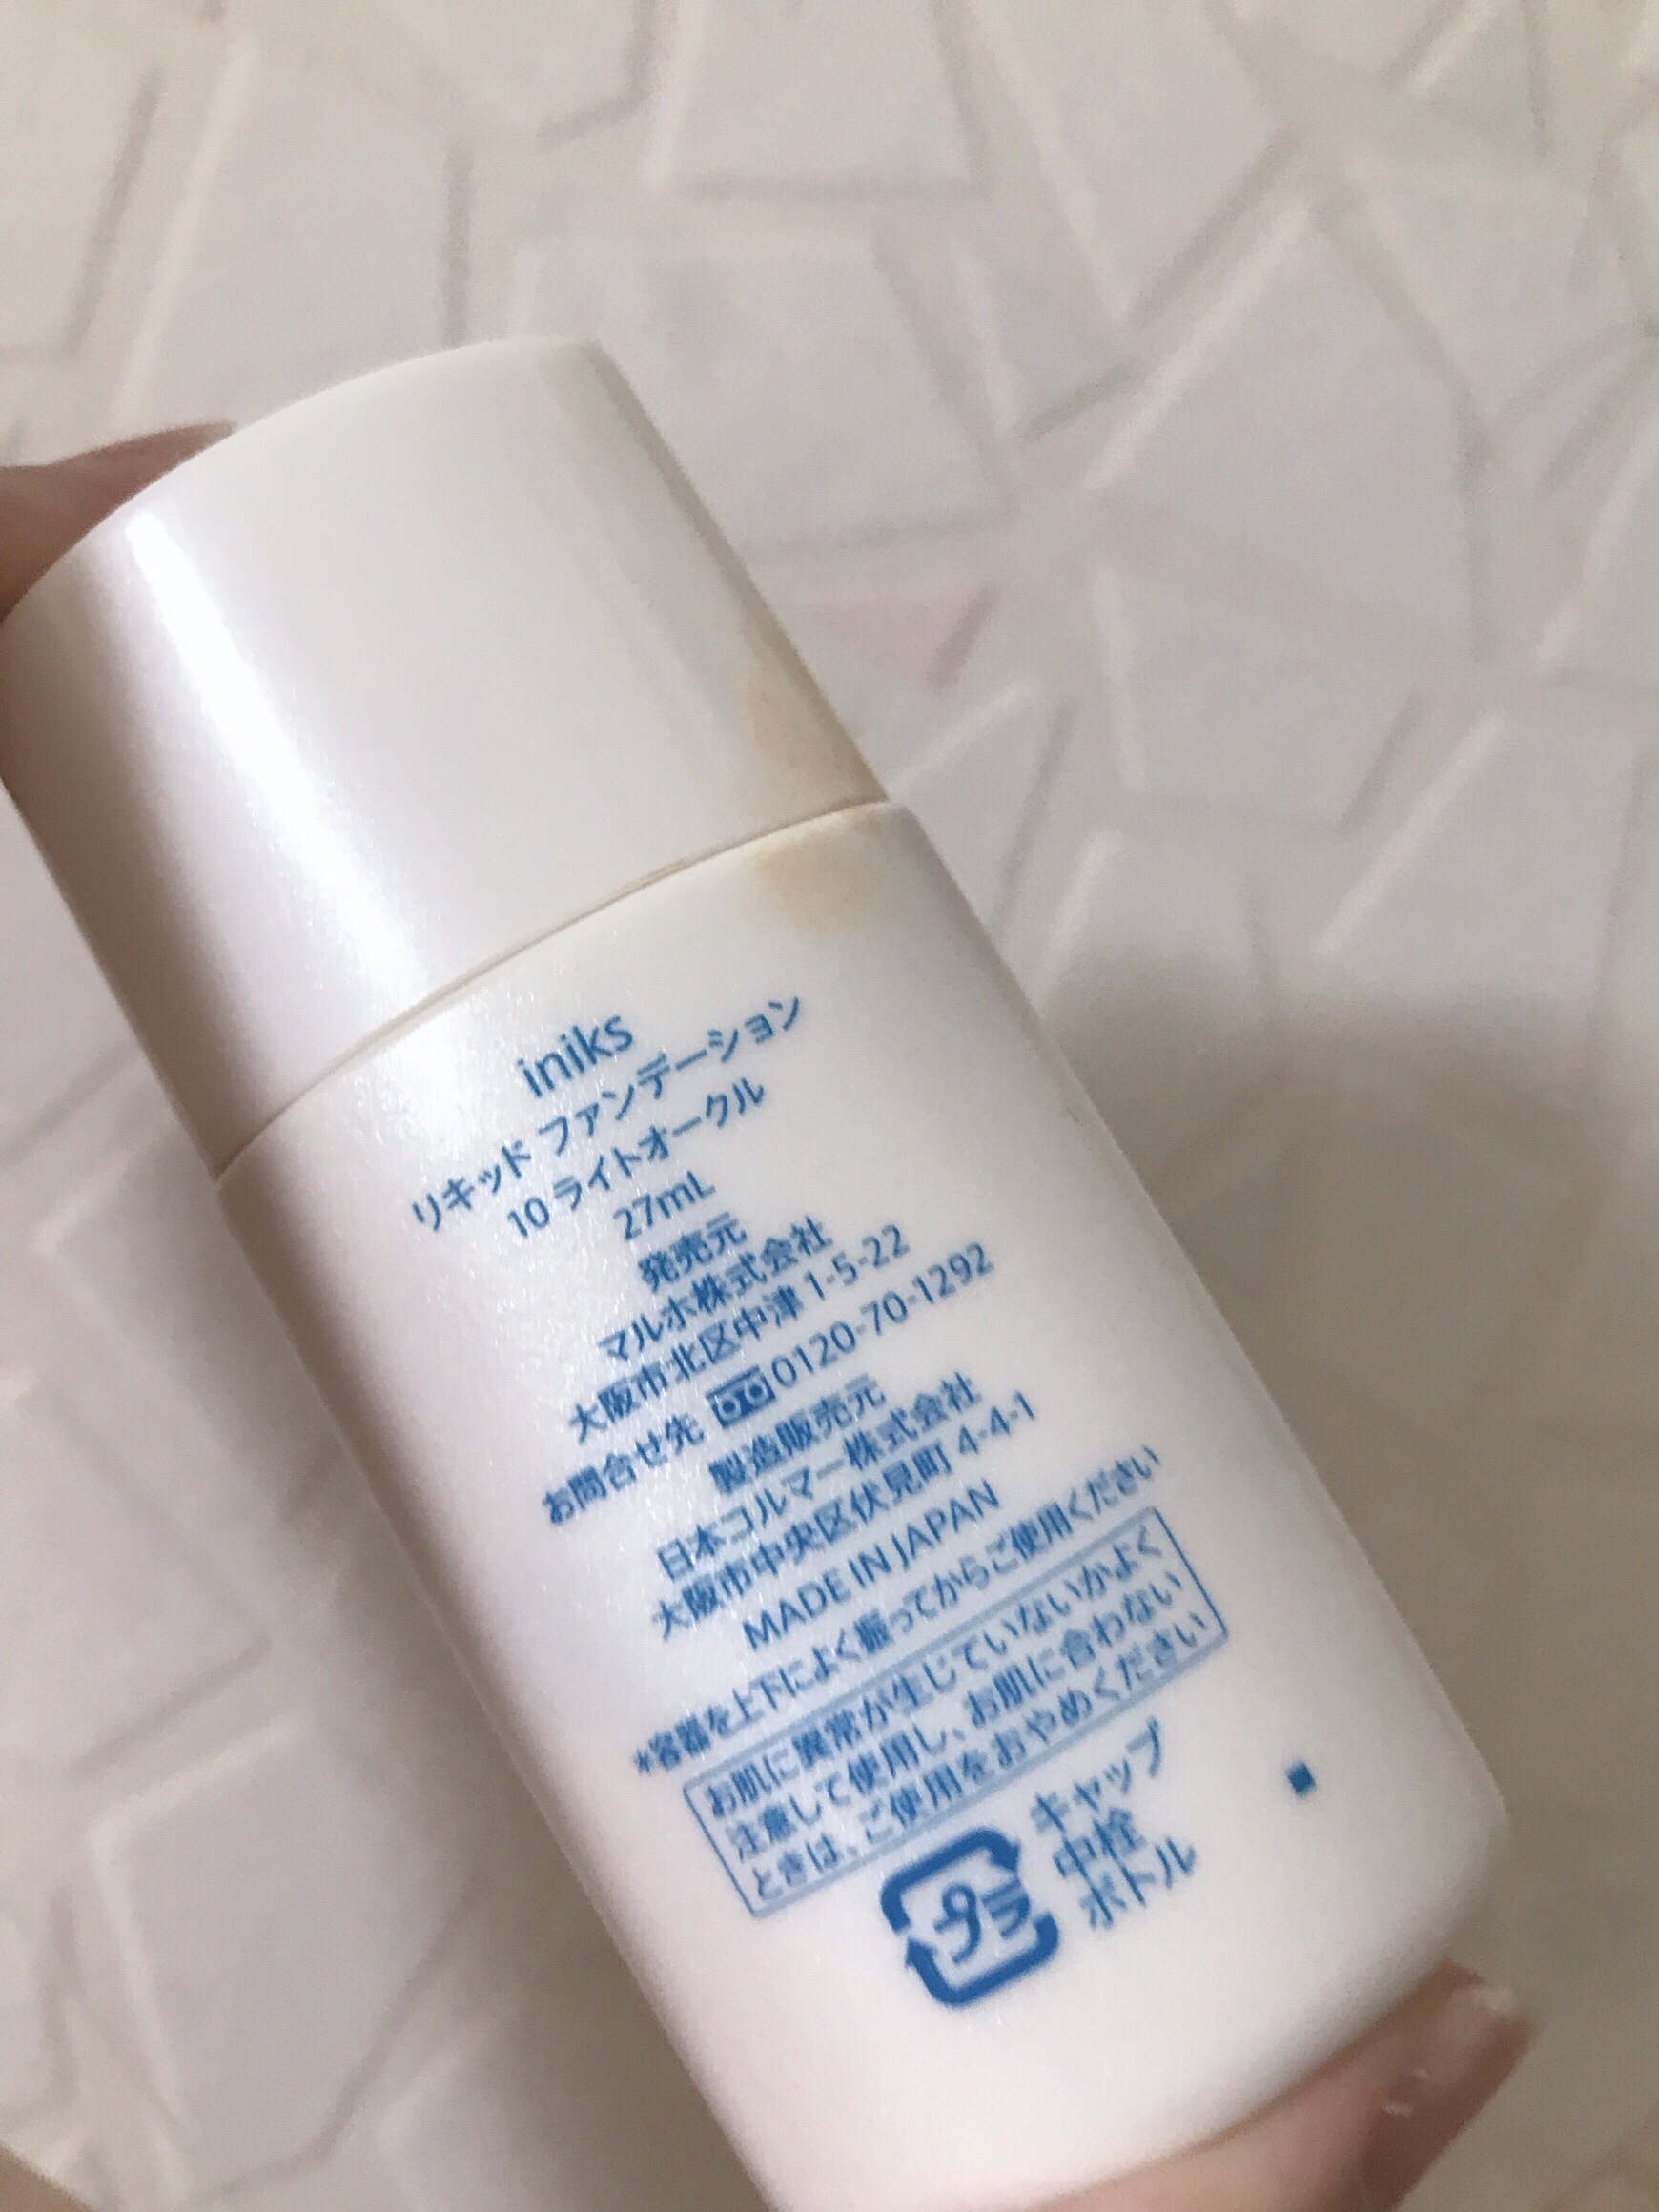 iniks
リキッド ファンデーション
10 ライトオークル
27mL
発売元
マルホ株式会社
大阪市北区中津 1-5-22
お問合せ先 0120-70-1292
製造販売元
日本コルマー株式会社
大阪市中央区伏見町 4-4-1
MADE IN JAPAN
*容器を上下によく振ってからご使用ください
お肌に異常が生じていないかよく
注意して使用し、お肌に合わない
ときは、ご使用をおやめください
プラ
キャップ
中栓
ボトル